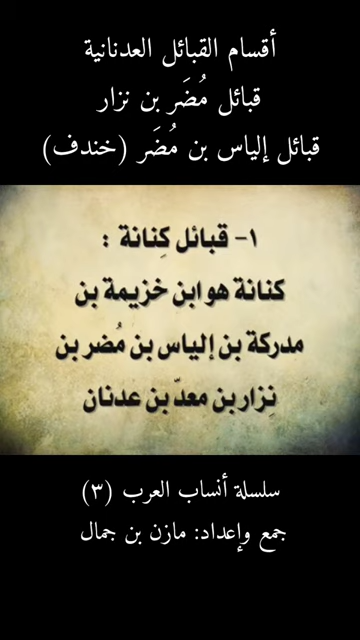 أقسام القبائل العدنانية
قبائل مُضَر بن نزار
قبائل إلياس بن مُضَر (خندف)
١- قبائل كِنانة :
كنانة هو ابن خزيمة بن
مدركة بن إلياس بن مُضر بن
نِزار بن معدّ بن عدنان
سلسلة أنساب العرب (٣)
جمع وإعداد: مازن بن جمال